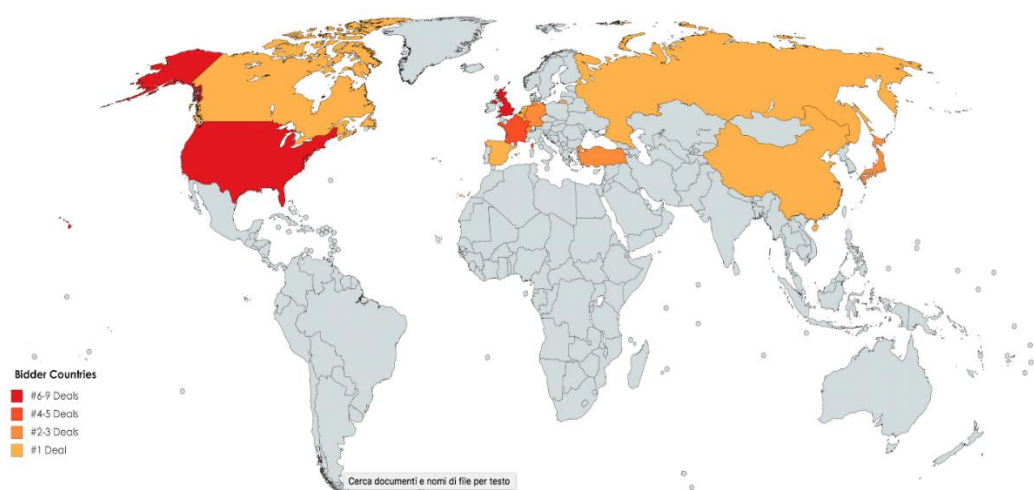 Bidder Countries
#6-9 Deals
#4-5 Deals
#2-3 Deals
#1 Deal
Cerca documenti e nomi di file per testo